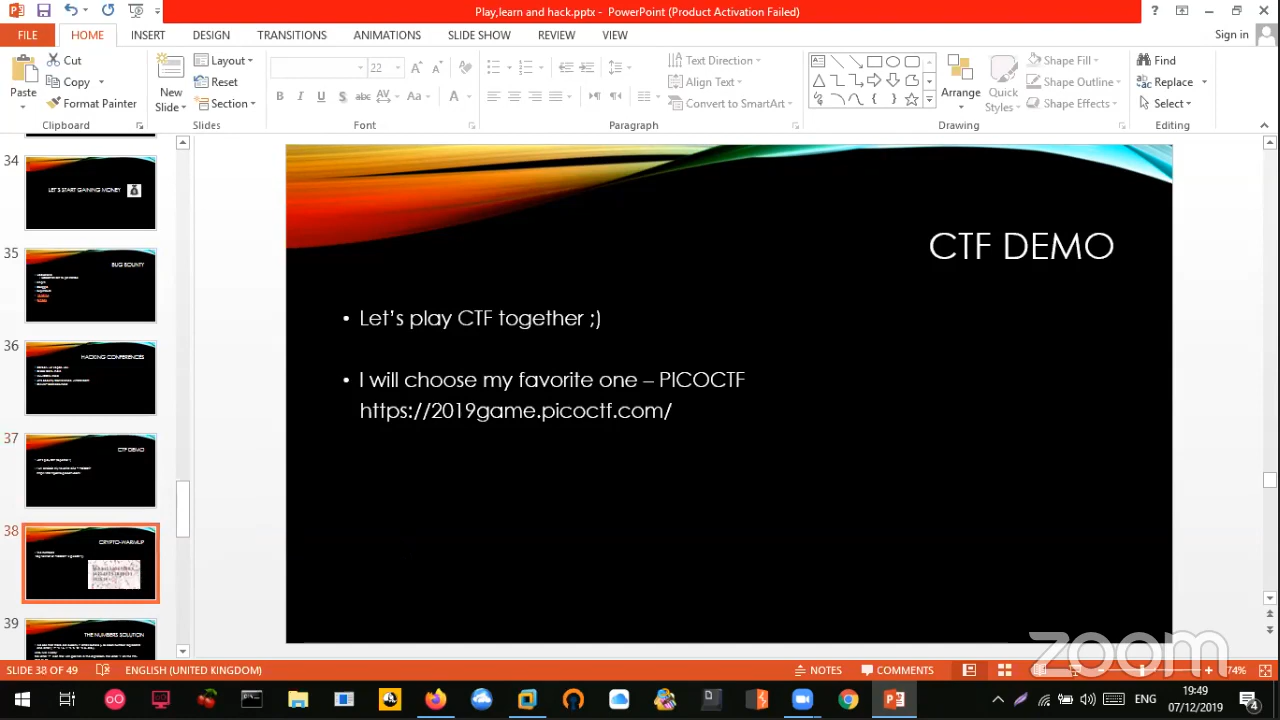 Play,learn and hack.pptx - PowerPoint (Product Activation Failed)
FILE HOME INSERT DESIGN TRANSITIONS ANIMATIONS SLIDE SHOW REVIEW VIEW Sign in
Paste
Cut
Copy
Format Painter
Clipboard
New
Slide
Layout
Reset
Section
Slides
22
Font
Text Direction
Align Text
Convert to SmartArt
Paragraph
Arrange
Quick
Styles
Shape Fill
Shape Outline
Shape Effects
Drawing
Find
Replace
Select
Editing
34
LET'S START GAINING MONEY
35
BUG BOUNTY
36
HACKING CONFERENCES
37
CTF DEMO
38
CRYPTO-WARMUP
39
THE NUMBERS SOLUTION
CTF DEMO
• Let's play CTF together ;)
• I will choose my favorite one – PICOCTF
https://2019game.picoctf.com/
zoom
SLIDE 38 OF 49 ENGLISH (UNITED KINGDOM) NOTES COMMENTS 74%
ENG
19:49
07/12/2019
4